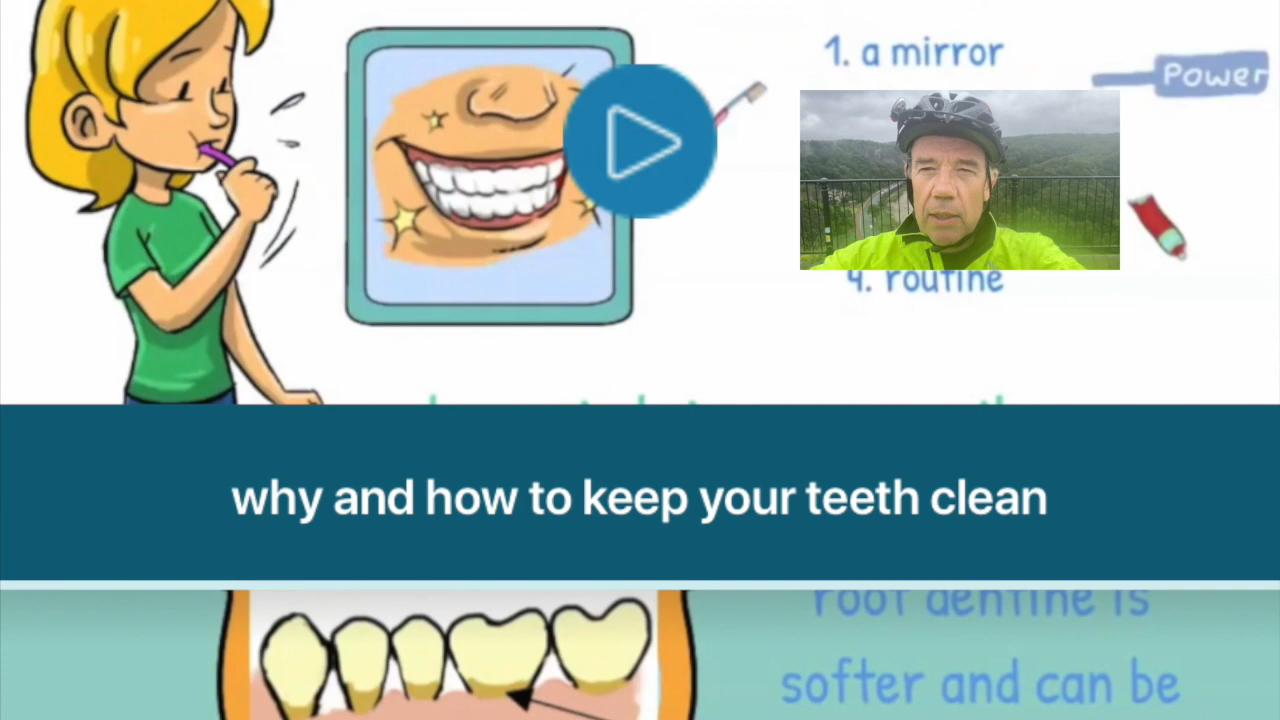 1. a mirror
Power
4. routine
why and how to keep your teeth clean
root dentine is
softer and can be